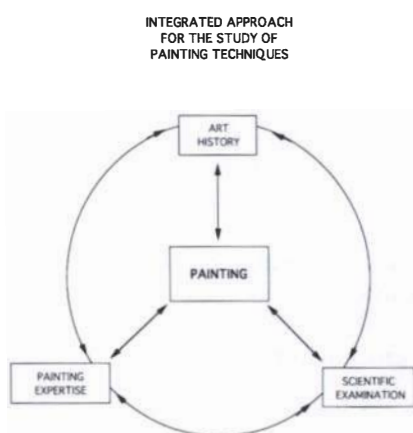 INTEGRATED APPROACH
FOR THE STUDY OF
PAINTING TECHNIQUES
ART
HISTORY
PAINTING
PAINTING
EXPERTISE
SCIENTIFIC
EXAMINATION